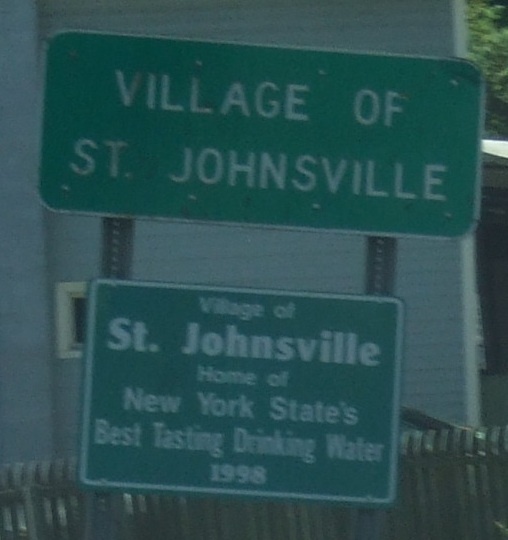 VILLAGE OF
ST. JOHNSVILLE
Village of
St. Johnsville
Home of
New York State's
Best Tasting Drinking Water
1998